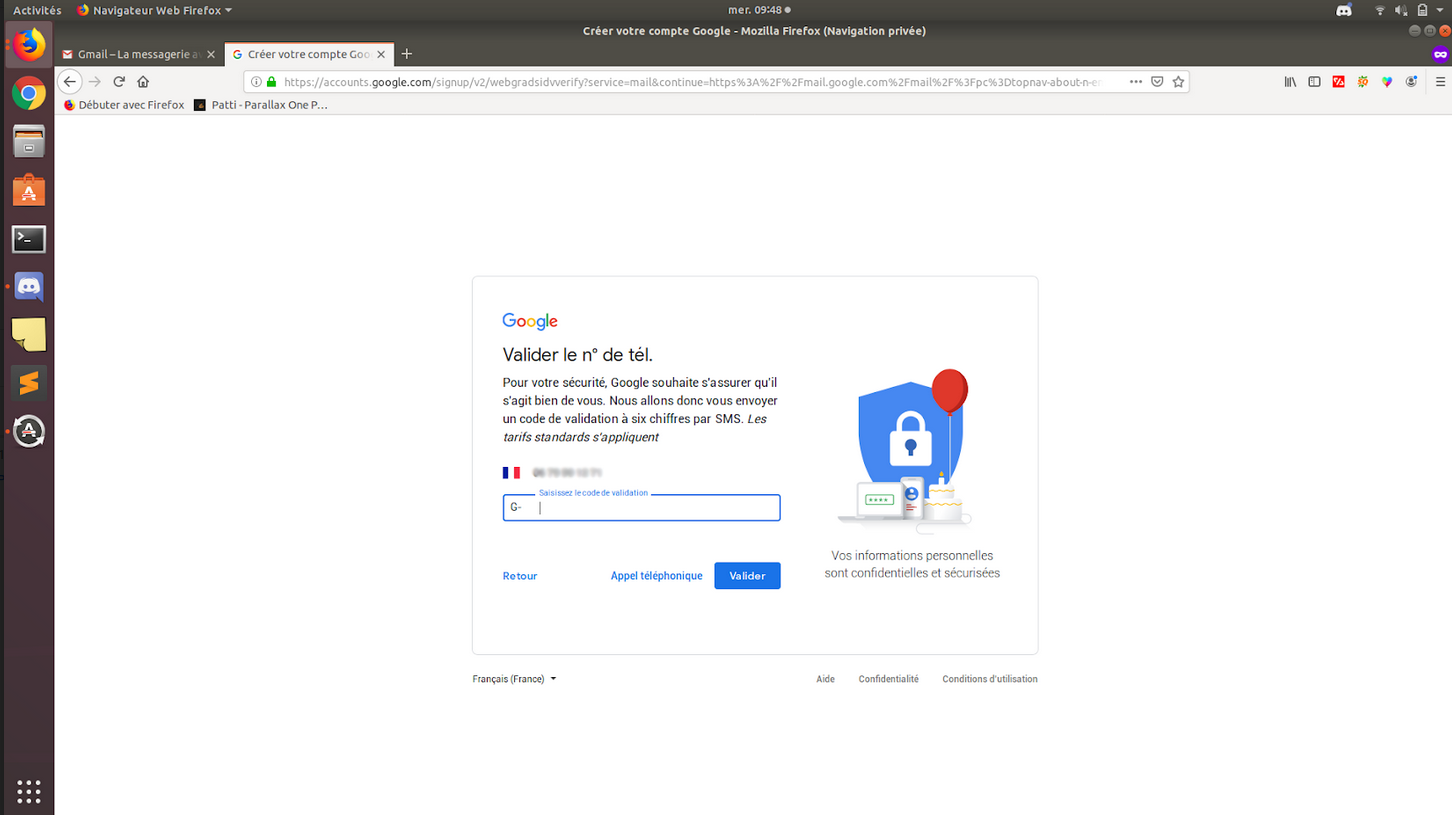 Activités
Navigateur Web Firefox
mer. 09:48
Créer votre compte Google - Mozilla Firefox (Navigation privée)
Gmail – La messagerie a
Créer votre compte Goo
https://accounts.google.com/signup/v2/webgradsidvverify?service=mail&continue=https%3A%2F%2Fmail.google.com%2Fmail%2F%3Fpc%3Dtopnav-about-n-en
Débuter avec Firefox
Patti - Parallax One P…
Google
Valider le n° de tél.
Pour votre sécurité, Google souhaite s'assurer qu'il
s'agit bien de vous. Nous allons donc vous envoyer
un code de validation à six chiffres par SMS. Les
tarifs standards s'appliquent
Saisissez le code de validation
G-
Retour
Appel téléphonique
Valider
Vos informations personnelles
sont confidentielles et sécurisées
Français (France)
Aide
Confidentialité
Conditions d'utilisation